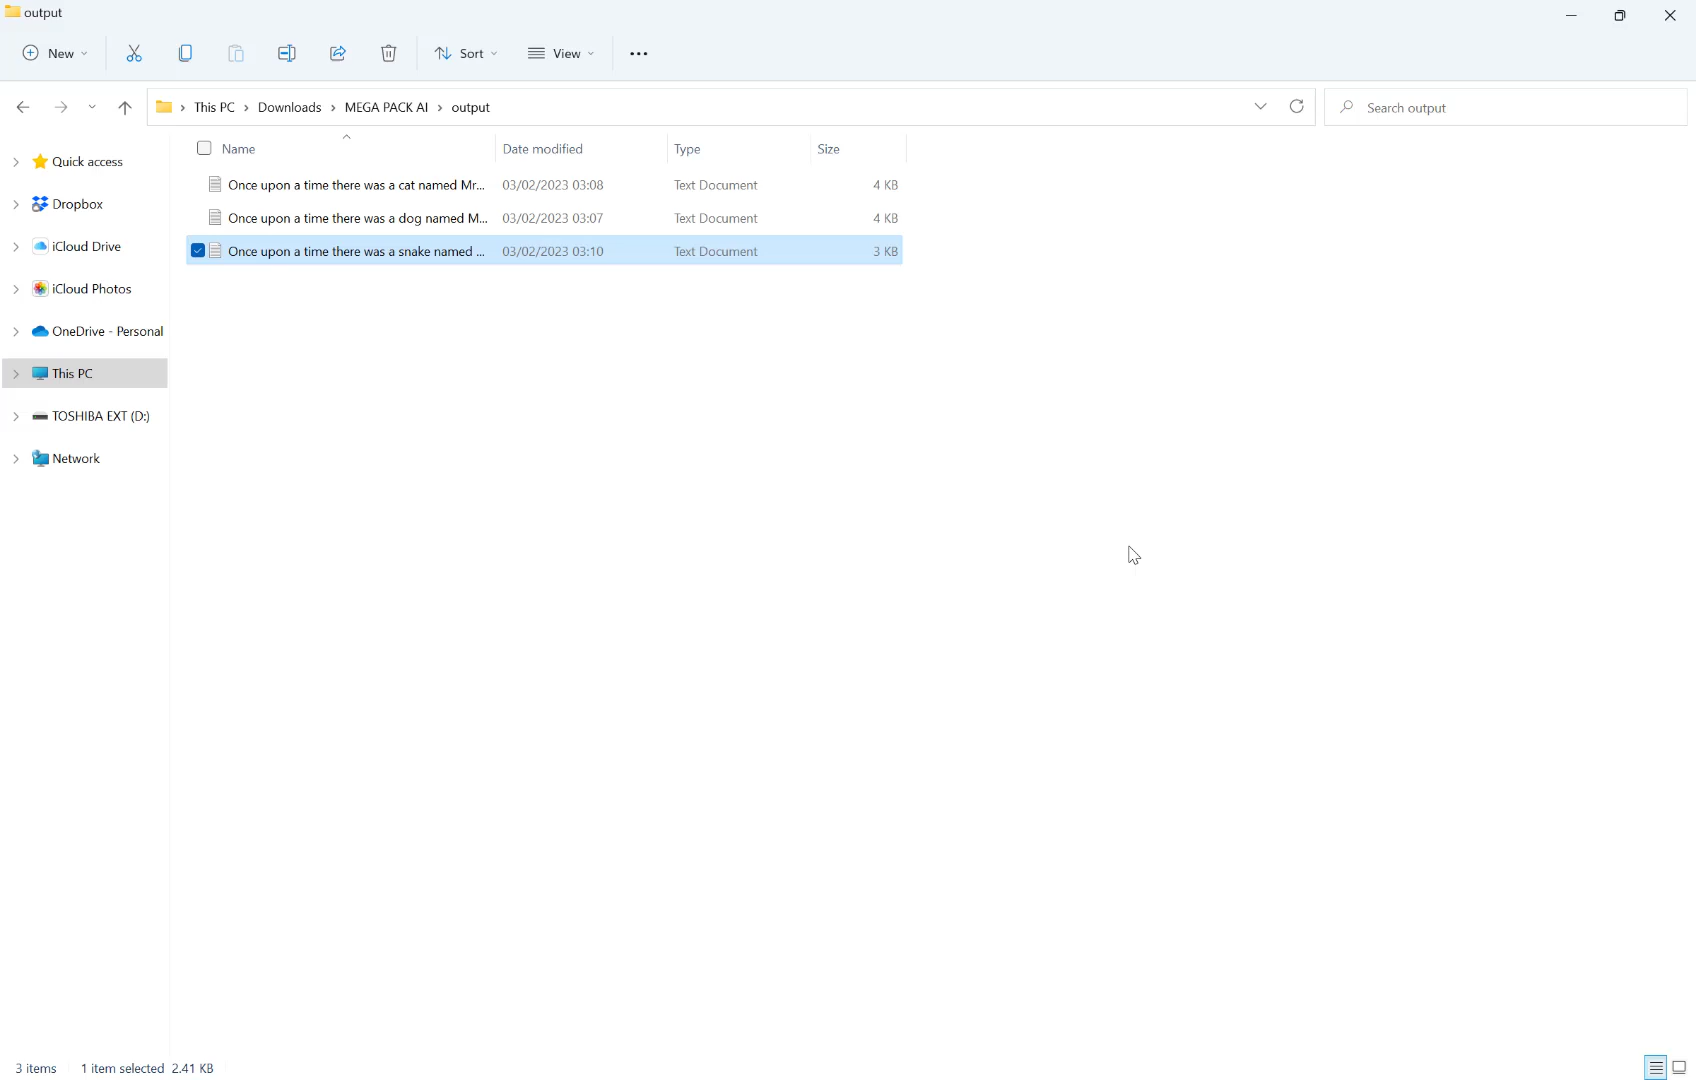 output
New
Sort
View
This PC > Downloads > MEGA PACK AI > output
Search output
Name Date modified Type Size
Once upon a time there was a cat named Mr... 03/02/2023 03:08 Text Document 4 KB
Once upon a time there was a dog named M... 03/02/2023 03:07 Text Document 4 KB
Once upon a time there was a snake named ... 03/02/2023 03:10 Text Document 3 KB
Quick access
Dropbox
iCloud Drive
iCloud Photos
OneDrive - Personal
This PC
TOSHIBA EXT (D:)
Network
3 items 1 item selected 2.41 KB